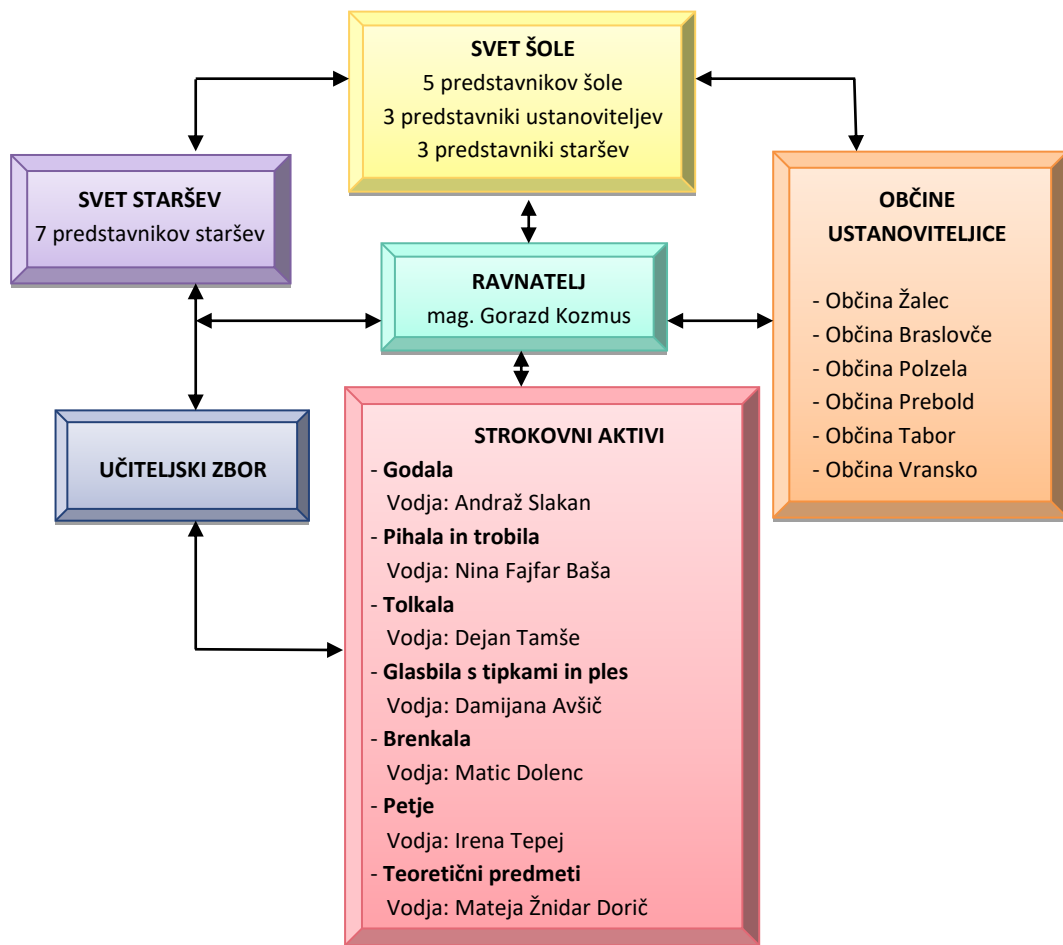 SVET ŠOLE
5 predstavnikov šole
3 predstavniki ustanoviteljev
3 predstavniki staršev
SVET STARŠEV
7 predstavnikov staršev
OBČINE
USTANOVITELJICE
- Občina Žalec
- Občina Braslovče
- Občina Polzela
- Občina Prebold
- Občina Tabor
- Občina Vransko
RAVNATELJ
mag. Gorazd Kozmus
UČITELJSKI ZBOR
STROKOVNI AKTIVI
- Godala
Vodja: Andraž Slakan
- Pihala in trobila
Vodja: Nina Fajfar Baša
- Tolkala
Vodja: Dejan Tamše
- Glasbila s tipkami in ples
Vodja: Damijana Avšič
- Brenkala
Vodja: Matic Dolenc
- Petje
Vodja: Irena Tepej
- Teoretični predmeti
Vodja: Mateja Žnidar Dorič